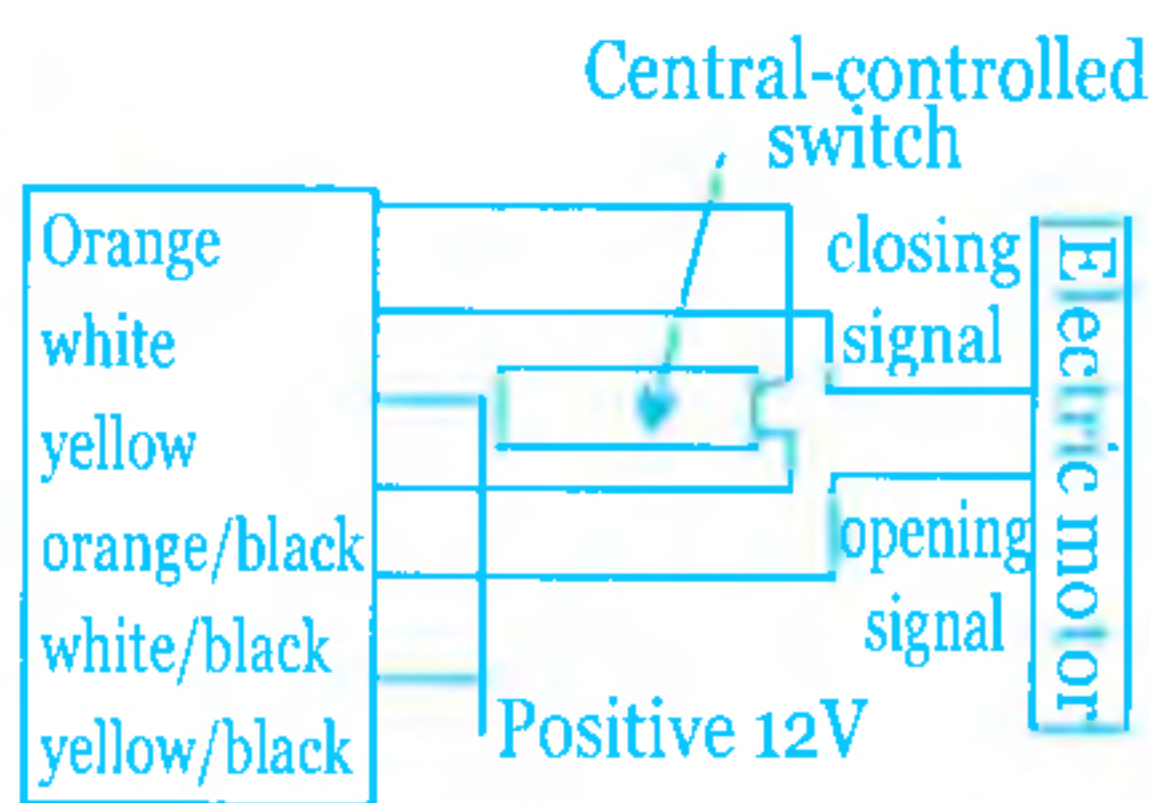 Central-controlled
switch
Orange
white
yellow
orange/black
white/black
yellow/black
closing
signal
opening
signal
Electric motor
Positive 12V